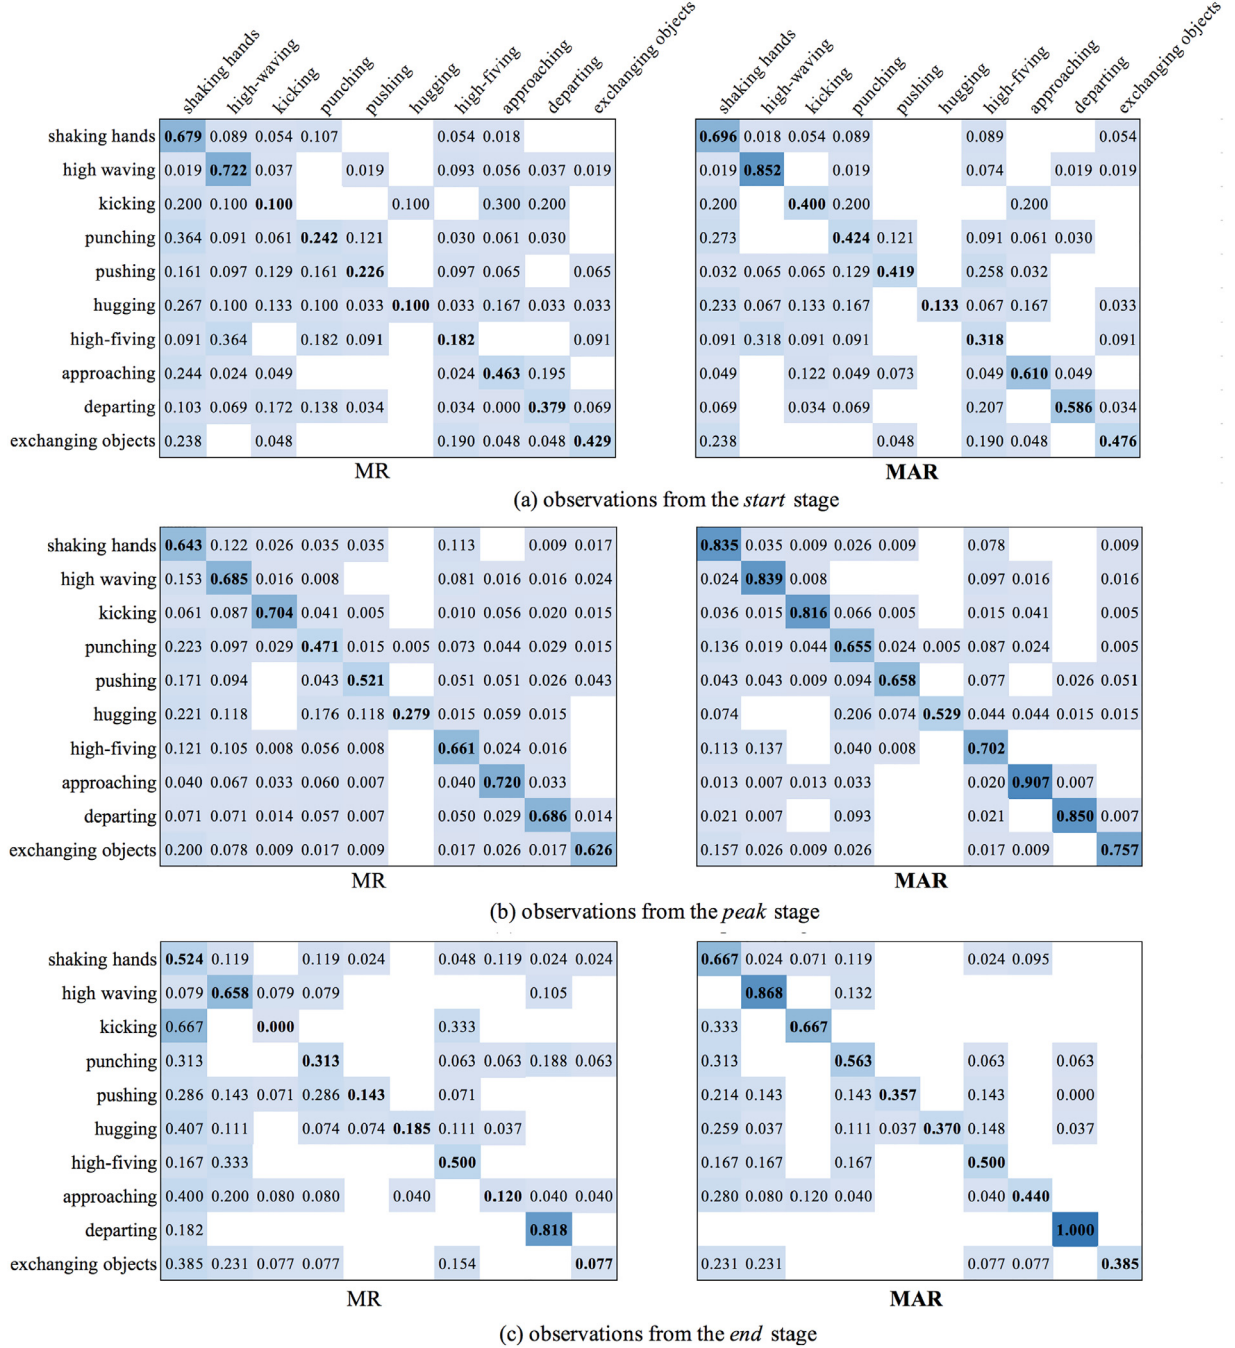 shaking hands high-waving kicking punching pushing hugging high-fiving approaching departing exchanging objects shaking hands high-waving kicking punching pushing hugging high-fiving approaching departing exchanging objects
shaking hands 0.679 0.089 0.054 0.107 0.054 0.018 0.696 0.018 0.054 0.089 0.089 0.054
high waving 0.019 0.722 0.037 0.019 0.093 0.056 0.037 0.019 0.019 0.852 0.019 0.074 0.019 0.019
kicking 0.200 0.100 0.100 0.100 0.300 0.200 0.200 0.400 0.200 0.200
punching 0.364 0.091 0.061 0.242 0.121 0.030 0.061 0.030 0.273 0.424 0.121 0.091 0.061 0.030
pushing 0.161 0.097 0.129 0.161 0.226 0.097 0.065 0.065 0.032 0.065 0.065 0.129 0.419 0.258 0.032
hugging 0.267 0.100 0.133 0.100 0.033 0.100 0.033 0.167 0.033 0.033 0.233 0.067 0.133 0.167 0.133 0.067 0.167 0.033
high-fiving 0.091 0.364 0.182 0.091 0.182 0.091 0.091 0.318 0.091 0.091 0.318 0.091
approaching 0.244 0.024 0.049 0.024 0.463 0.195 0.049 0.122 0.049 0.073 0.049 0.610 0.049
departing 0.103 0.069 0.172 0.138 0.034 0.034 0.000 0.379 0.069 0.069 0.034 0.069 0.207 0.586 0.034
exchanging objects 0.238 0.048 0.190 0.048 0.048 0.429 0.238 0.048 0.190 0.048 0.476
MR MAR
(a) observations from the start stage
shaking hands 0.643 0.122 0.026 0.035 0.035 0.113 0.009 0.017 0.835 0.035 0.009 0.026 0.009 0.078 0.009
high waving 0.153 0.685 0.016 0.008 0.081 0.016 0.016 0.024 0.024 0.839 0.008 0.097 0.016 0.016
kicking 0.061 0.087 0.704 0.041 0.005 0.010 0.056 0.020 0.015 0.036 0.015 0.816 0.066 0.005 0.015 0.041 0.005
punching 0.223 0.097 0.029 0.471 0.015 0.005 0.073 0.044 0.029 0.015 0.136 0.019 0.044 0.655 0.024 0.005 0.087 0.024 0.005
pushing 0.171 0.094 0.043 0.521 0.051 0.051 0.026 0.043 0.043 0.043 0.009 0.094 0.658 0.077 0.026 0.051
hugging 0.221 0.118 0.176 0.118 0.279 0.015 0.059 0.015 0.074 0.206 0.074 0.529 0.044 0.044 0.015 0.015
high-fiving 0.121 0.105 0.008 0.056 0.008 0.661 0.024 0.016 0.113 0.137 0.040 0.008 0.702
approaching 0.040 0.067 0.033 0.060 0.007 0.040 0.720 0.033 0.013 0.007 0.013 0.033 0.020 0.907 0.007
departing 0.071 0.071 0.014 0.057 0.007 0.050 0.029 0.686 0.014 0.021 0.007 0.093 0.021 0.850 0.007
exchanging objects 0.200 0.078 0.009 0.017 0.009 0.017 0.026 0.017 0.626 0.157 0.026 0.009 0.026 0.017 0.009 0.757
MR MAR
(b) observations from the peak stage
shaking hands 0.524 0.119 0.119 0.024 0.048 0.119 0.024 0.024 0.667 0.024 0.071 0.119 0.024 0.095
high waving 0.079 0.658 0.079 0.079 0.105 0.868 0.132
kicking 0.667 0.000 0.333 0.333 0.667
punching 0.313 0.313 0.063 0.063 0.188 0.063 0.313 0.563 0.063 0.063
pushing 0.286 0.143 0.071 0.286 0.143 0.071 0.214 0.143 0.143 0.357 0.143 0.000
hugging 0.407 0.111 0.074 0.074 0.185 0.111 0.037 0.259 0.037 0.111 0.037 0.370 0.148 0.037
high-fiving 0.167 0.333 0.500 0.167 0.167 0.167 0.500
approaching 0.400 0.200 0.080 0.080 0.040 0.120 0.040 0.040 0.280 0.080 0.120 0.040 0.040 0.440
departing 0.182 0.818 1.000
exchanging objects 0.385 0.231 0.077 0.077 0.154 0.077 0.231 0.231 0.077 0.077 0.385
MR MAR
(c) observations from the end stage